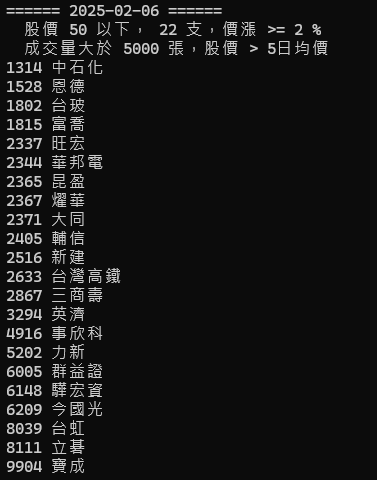 ====== 2025-02-06 ======
股價 50 以下， 22 支，價漲 >= 2 %
成交量大於 5000 張，股價 > 5日均價
1314 中石化
1528 恩德
1802 台玻
1815 富喬
2337 旺宏
2344 華邦電
2365 昆盈
2367 燿華
2371 大同
2405 輔信
2516 新建
2633 台灣高鐵
2867 三商壽
3294 英濟
4916 事欣科
5202 力新
6005 群益證
6148 驊宏資
6209 今國光
8039 台虹
8111 立碁
9904 寶成